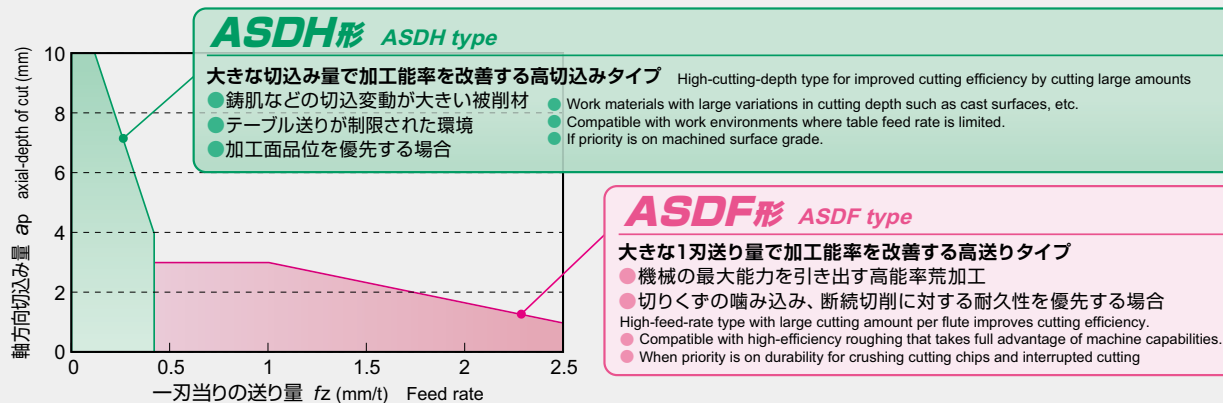 ASDH形 ASDH type
大きな切込み量で加工能率を改善する高切込みタイプ High-cutting-depth type for improved cutting efficiency by cutting large amounts
●鋳肌などの切込変動が大きい被削材
●テーブル送りが制限された環境
●加工面品位を優先する場合
● Work materials with large variations in cutting depth such as cast surfaces, etc.
● Compatible with work environments where table feed rate is limited.
● If priority is on machined surface grade.
軸方向切込み量 ap axial-depth of cut (mm)
10
8
6
4
2
0
0 0.5 1 1.5 2 2.5
一刃当りの送り量 fz (mm/t) Feed rate
ASDF形 ASDF type
大きな1刃送り量で加工能率を改善する高送りタイプ
●機械の最大能力を引き出す高能率荒加工
●切りくずの噛み込み、断続切削に対する耐久性を優先する場合
High-feed-rate type with large cutting amount per flute improves cutting efficiency.
● Compatible with high-efficiency roughing that takes full advantage of machine capabilities.
● When priority is on durability for crushing cutting chips and interrupted cutting